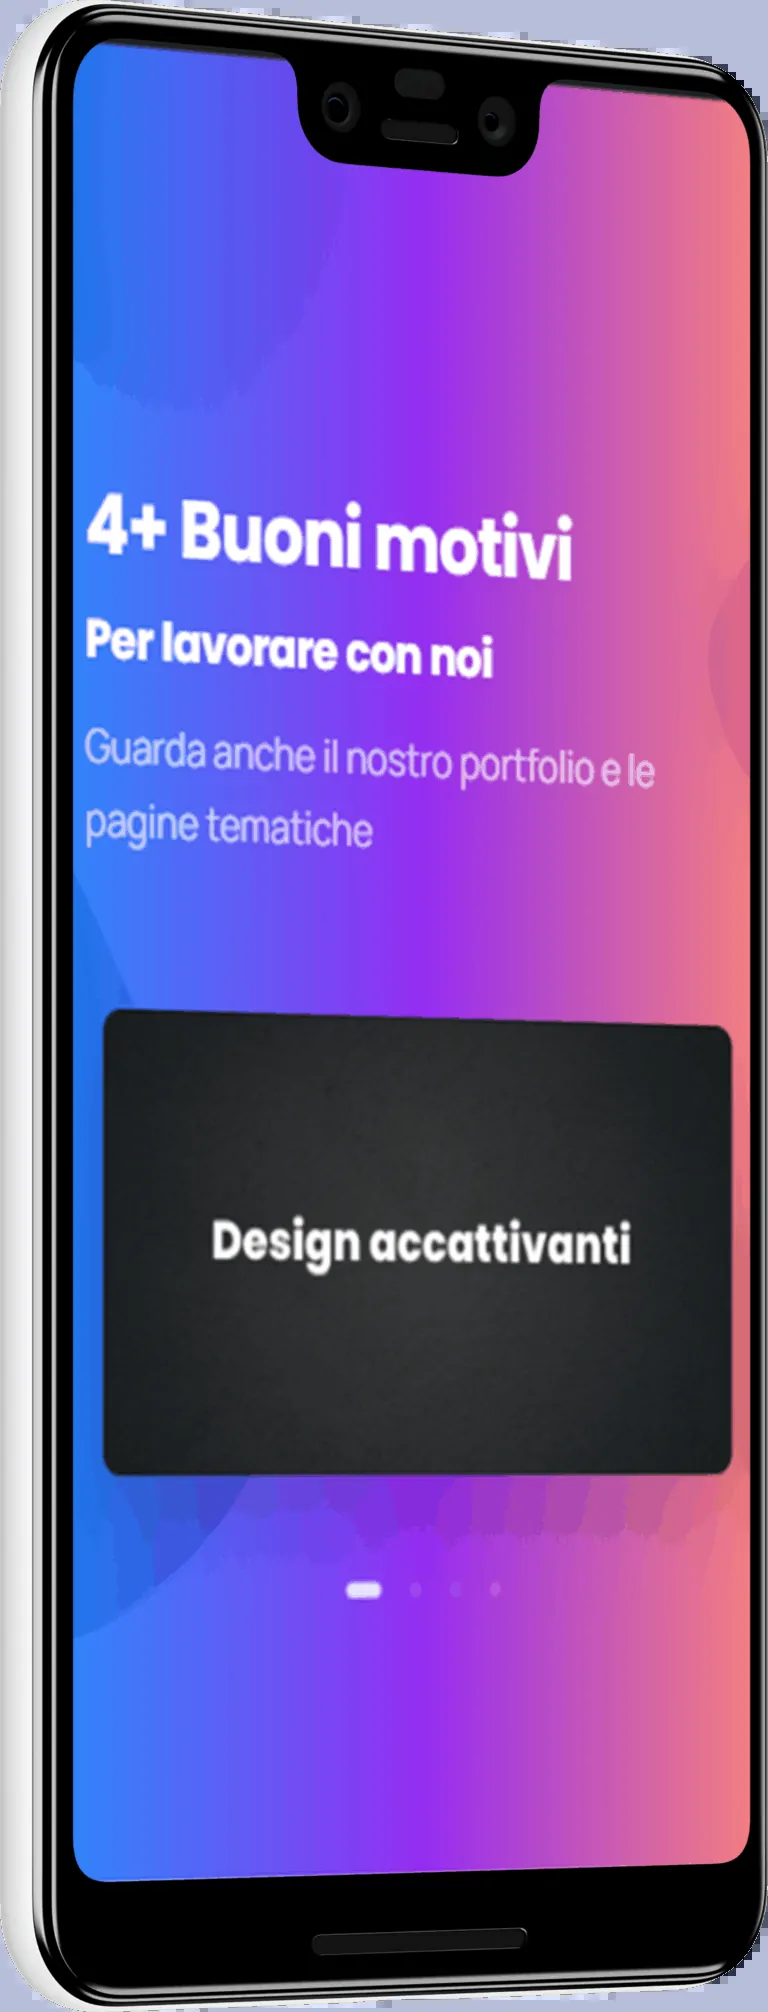 4+ Buoni motivi
Per lavorare con noi
Guarda anche il nostro portfolio e le
pagine tematiche
Design accattivanti